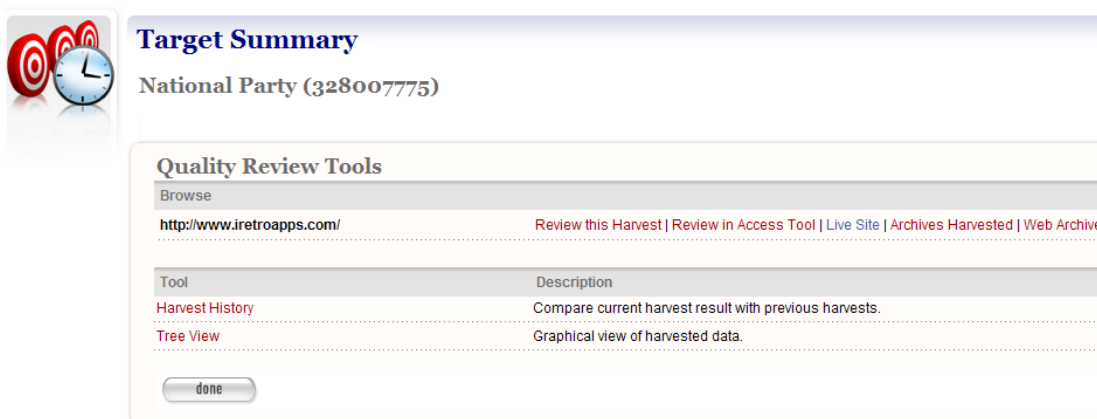 Target Summary
National Party (328007775)
Quality Review Tools
Browse
http://www.iretroapps.com/ Review this Harvest | Review in Access Tool | Live Site | Archives Harvested | Web Archive
Tool Description
Harvest History Compare current harvest result with previous harvests.
Tree View Graphical view of harvested data.
done